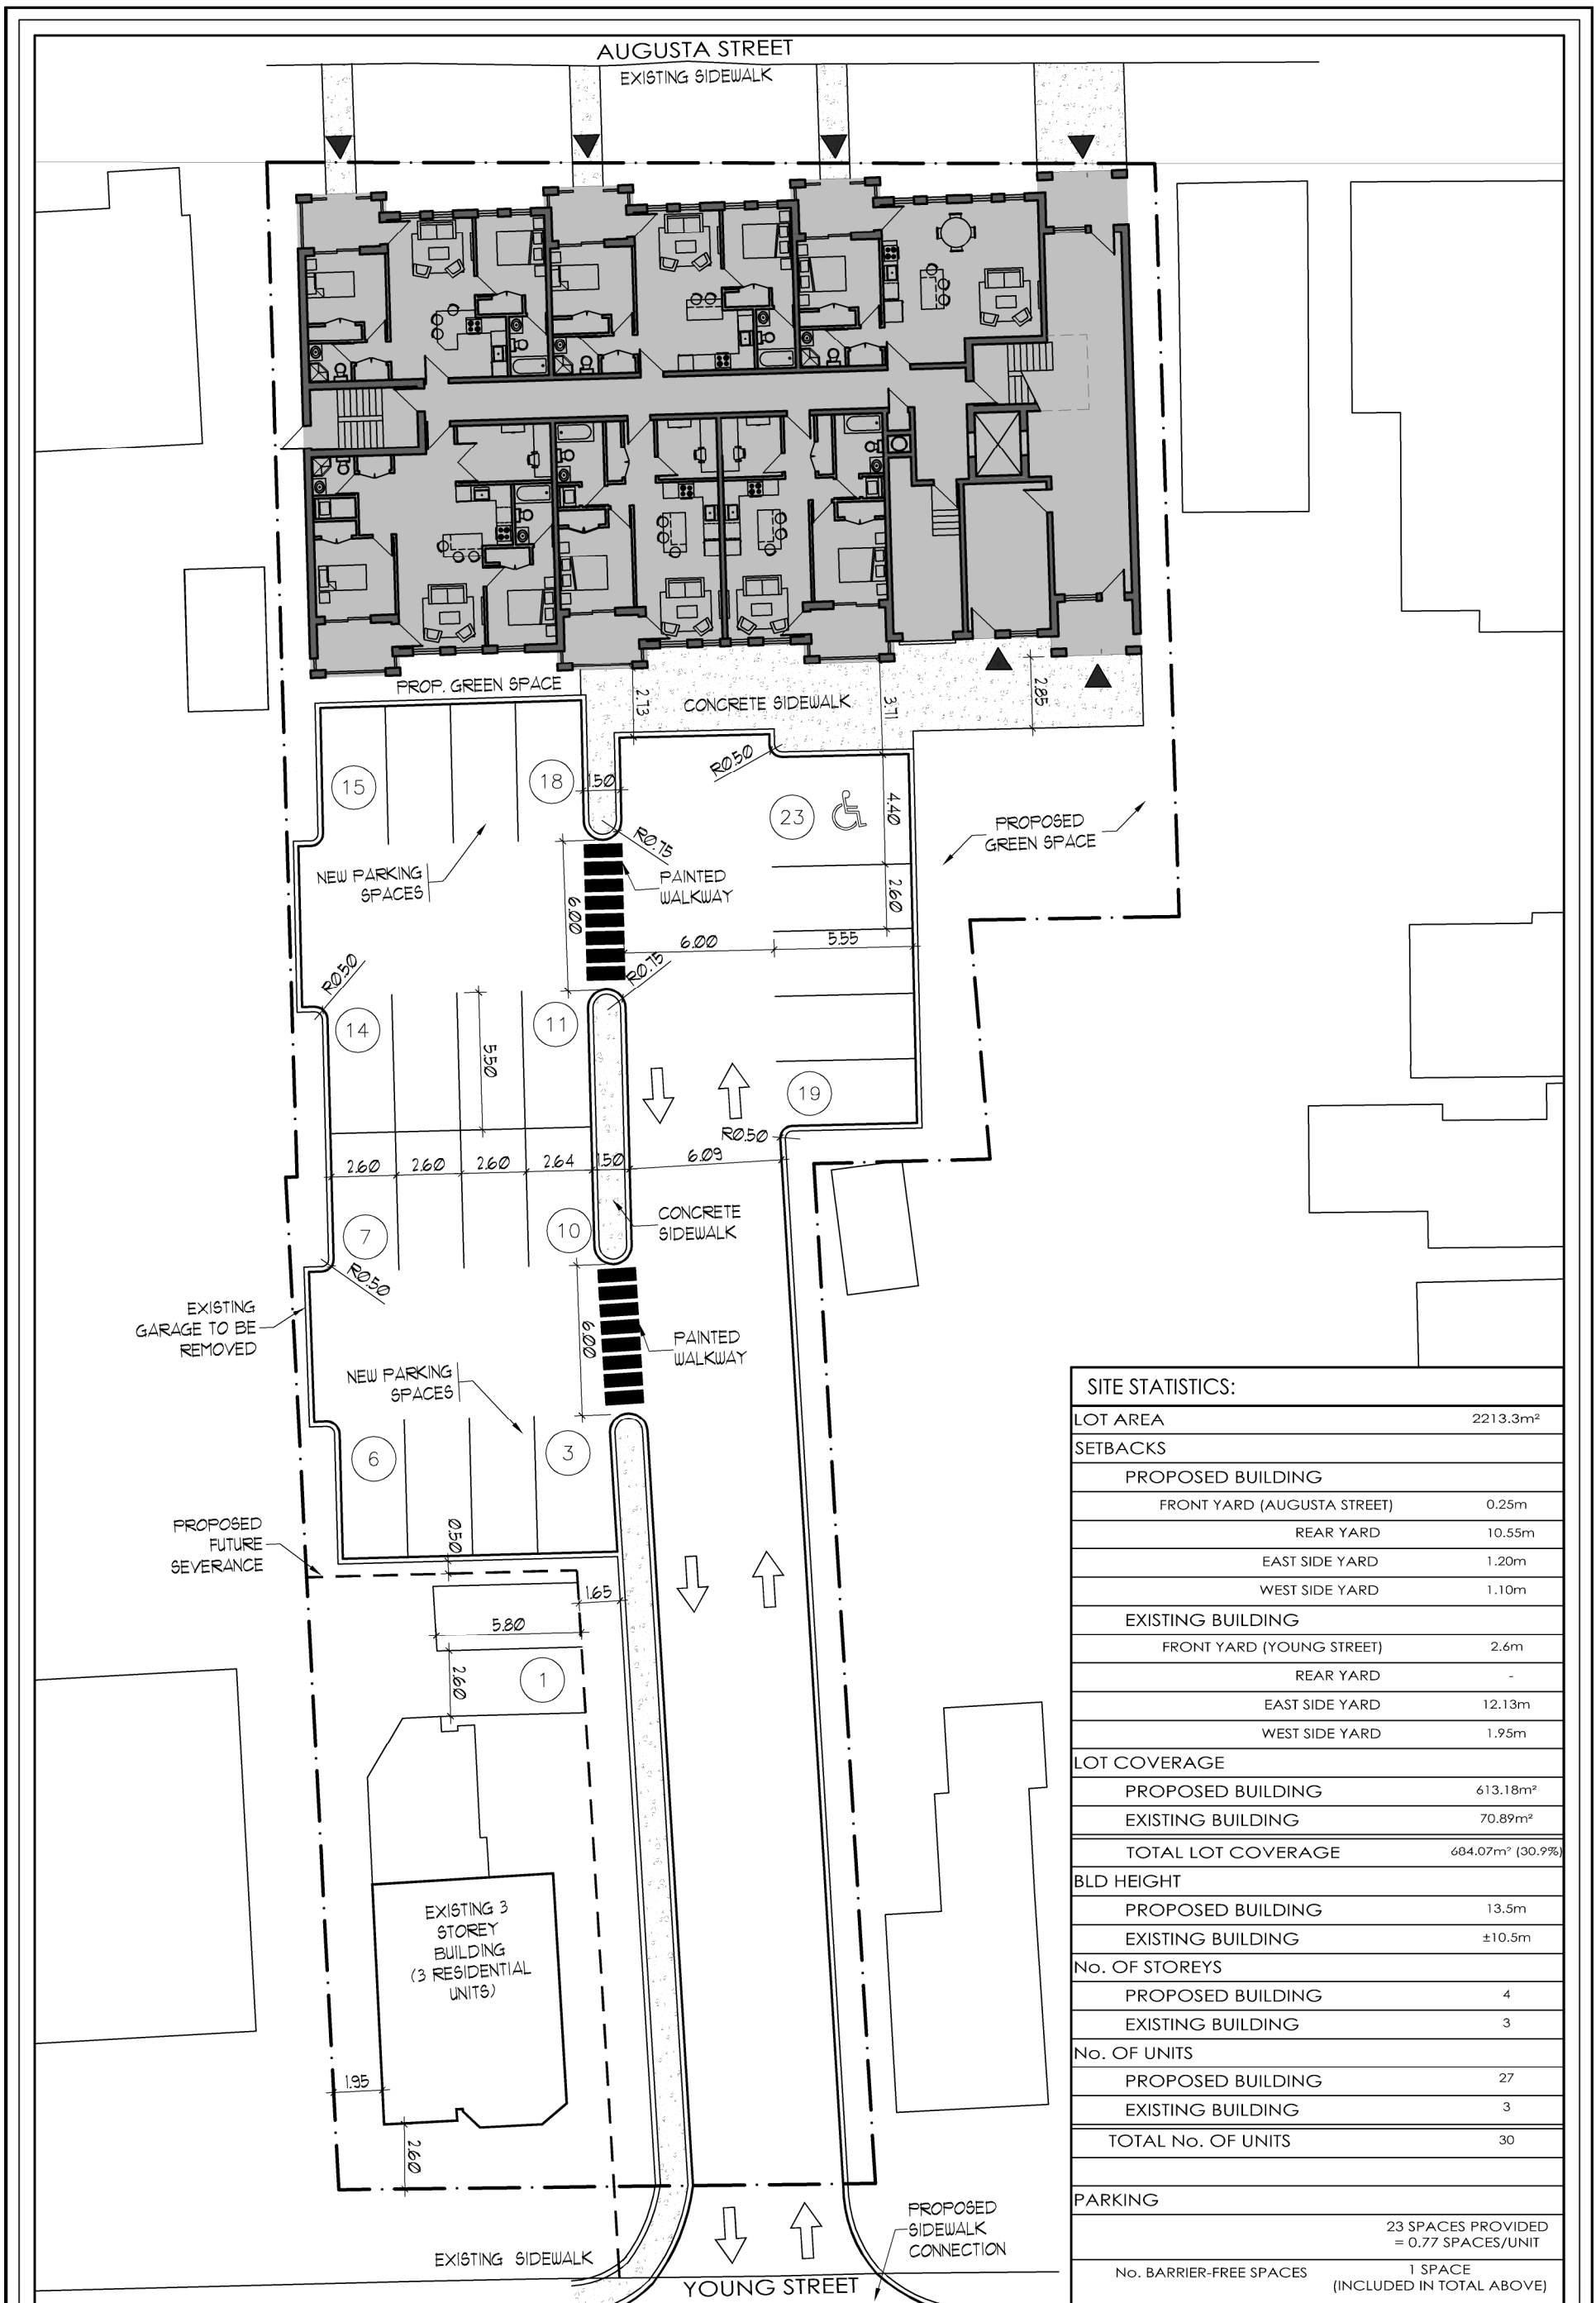 AUGUSTA STREET
EXISTING SIDEWALK
PROP. GREEN SPACE
2.73
CONCRETE SIDEWALK
3.71
2.85
15
18
1.50
R0.50
23
4.40
PROPOSED
GREEN SPACE
R0.75
NEW PARKING
SPACES
PAINTED
WALKWAY
2.60
6.00
6.00
5.55
R0.75
R0.50
14
11
5.50
19
R0.50
2.60
2.60
2.60
2.64
1.50
6.09
7
10
CONCRETE
SIDEWALK
R0.50
EXISTING
GARAGE TO BE
REMOVED
6.00
PAINTED
WALKWAY
NEW PARKING
SPACES
6
3
PROPOSED
FUTURE
SEVERANCE
0.50
1.65
5.80
2.60
1
EXISTING 3
STOREY
BUILDING
(3 RESIDENTIAL
UNITS)
1.95
2.60
PROPOSED
SIDEWALK
CONNECTION
EXISTING SIDEWALK
YOUNG STREET
SITE STATISTICS:
LOT AREA 2213.3m²
SETBACKS
PROPOSED BUILDING
FRONT YARD (AUGUSTA STREET) 0.25m
REAR YARD 10.55m
EAST SIDE YARD 1.20m
WEST SIDE YARD 1.10m
EXISTING BUILDING
FRONT YARD (YOUNG STREET) 2.6m
REAR YARD -
EAST SIDE YARD 12.13m
WEST SIDE YARD 1.95m
LOT COVERAGE
PROPOSED BUILDING 613.18m²
EXISTING BUILDING 70.89m²
TOTAL LOT COVERAGE 684.07m² (30.9%)
BLD HEIGHT
PROPOSED BUILDING 13.5m
EXISTING BUILDING ±10.5m
No. OF STOREYS
PROPOSED BUILDING 4
EXISTING BUILDING 3
No. OF UNITS
PROPOSED BUILDING 27
EXISTING BUILDING 3
TOTAL No. OF UNITS 30
PARKING
23 SPACES PROVIDED
= 0.77 SPACES/UNIT
No. BARRIER-FREE SPACES 1 SPACE
(INCLUDED IN TOTAL ABOVE)